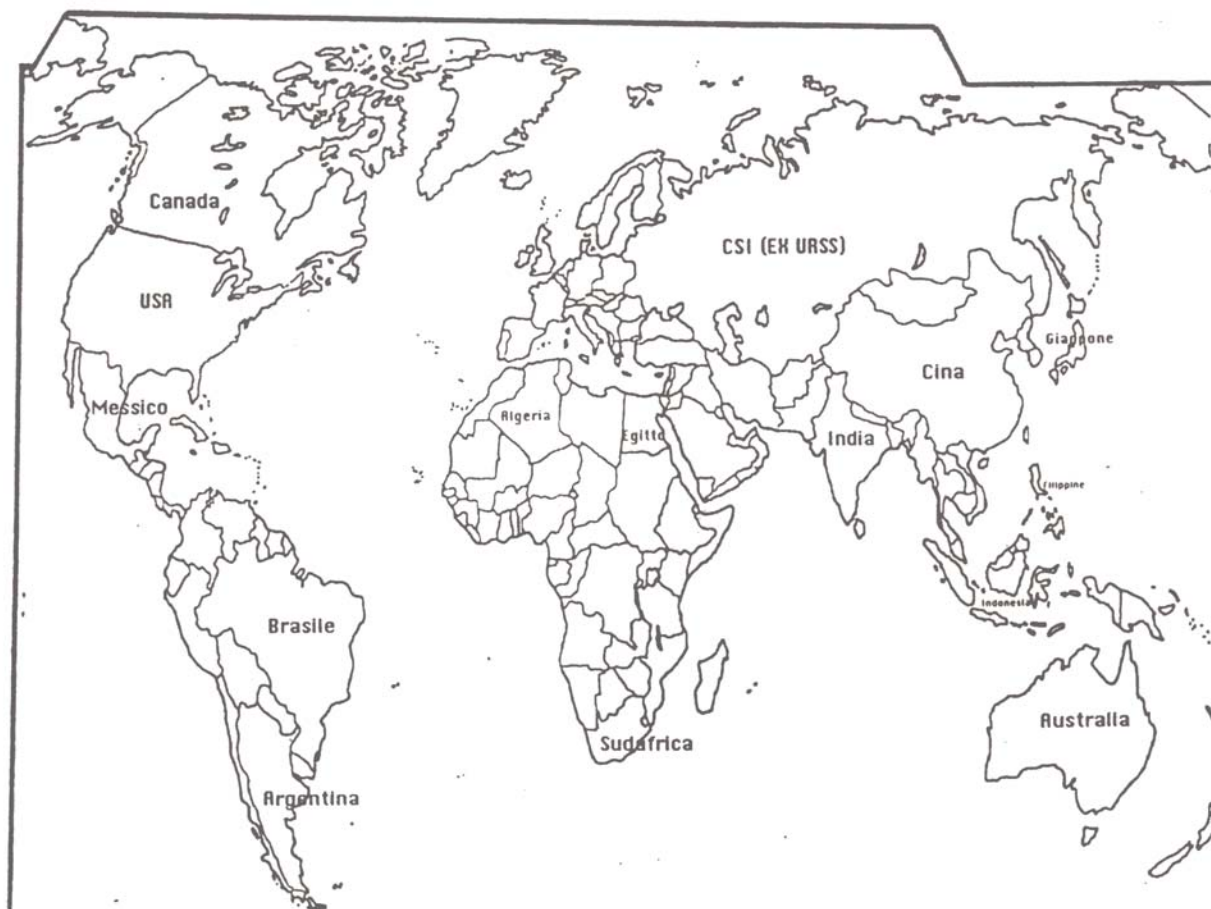 Canada
CSI (EX URSS)
USA
Giappone
Cina
Messico
Algeria
Egitto
India
Filippine
Indonesia
Brasile
Australia
Sudafrica
Argentina